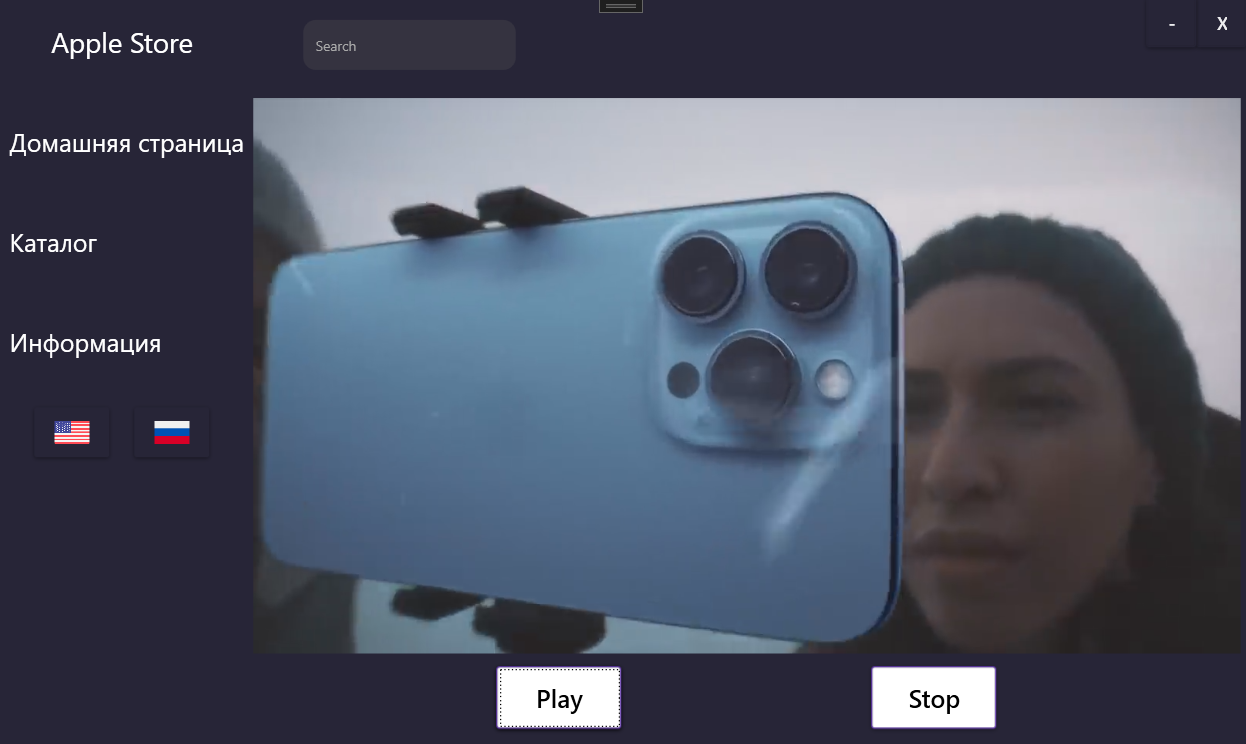 Apple Store
Search
-
X
Домашняя страница
Каталог
Информация
Play
Stop